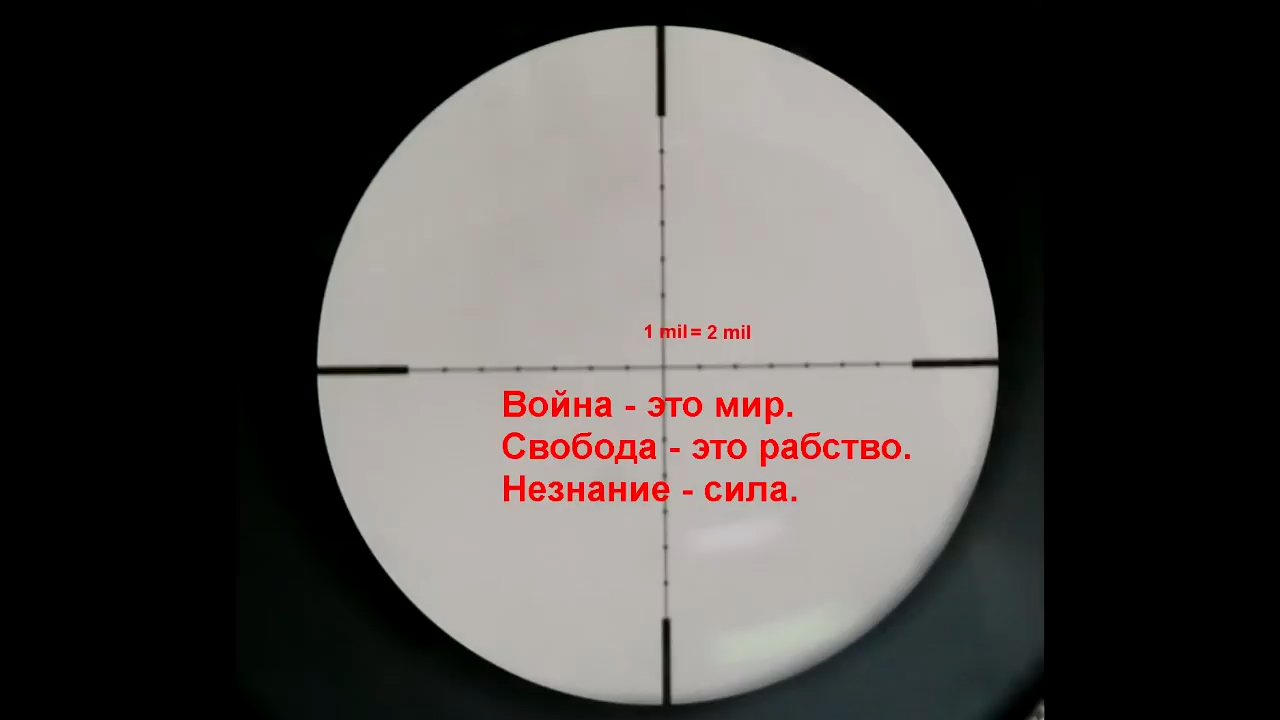 1 mil = 2 mil
Война - это мир.
Свобода - это рабство.
Незнание - сила.